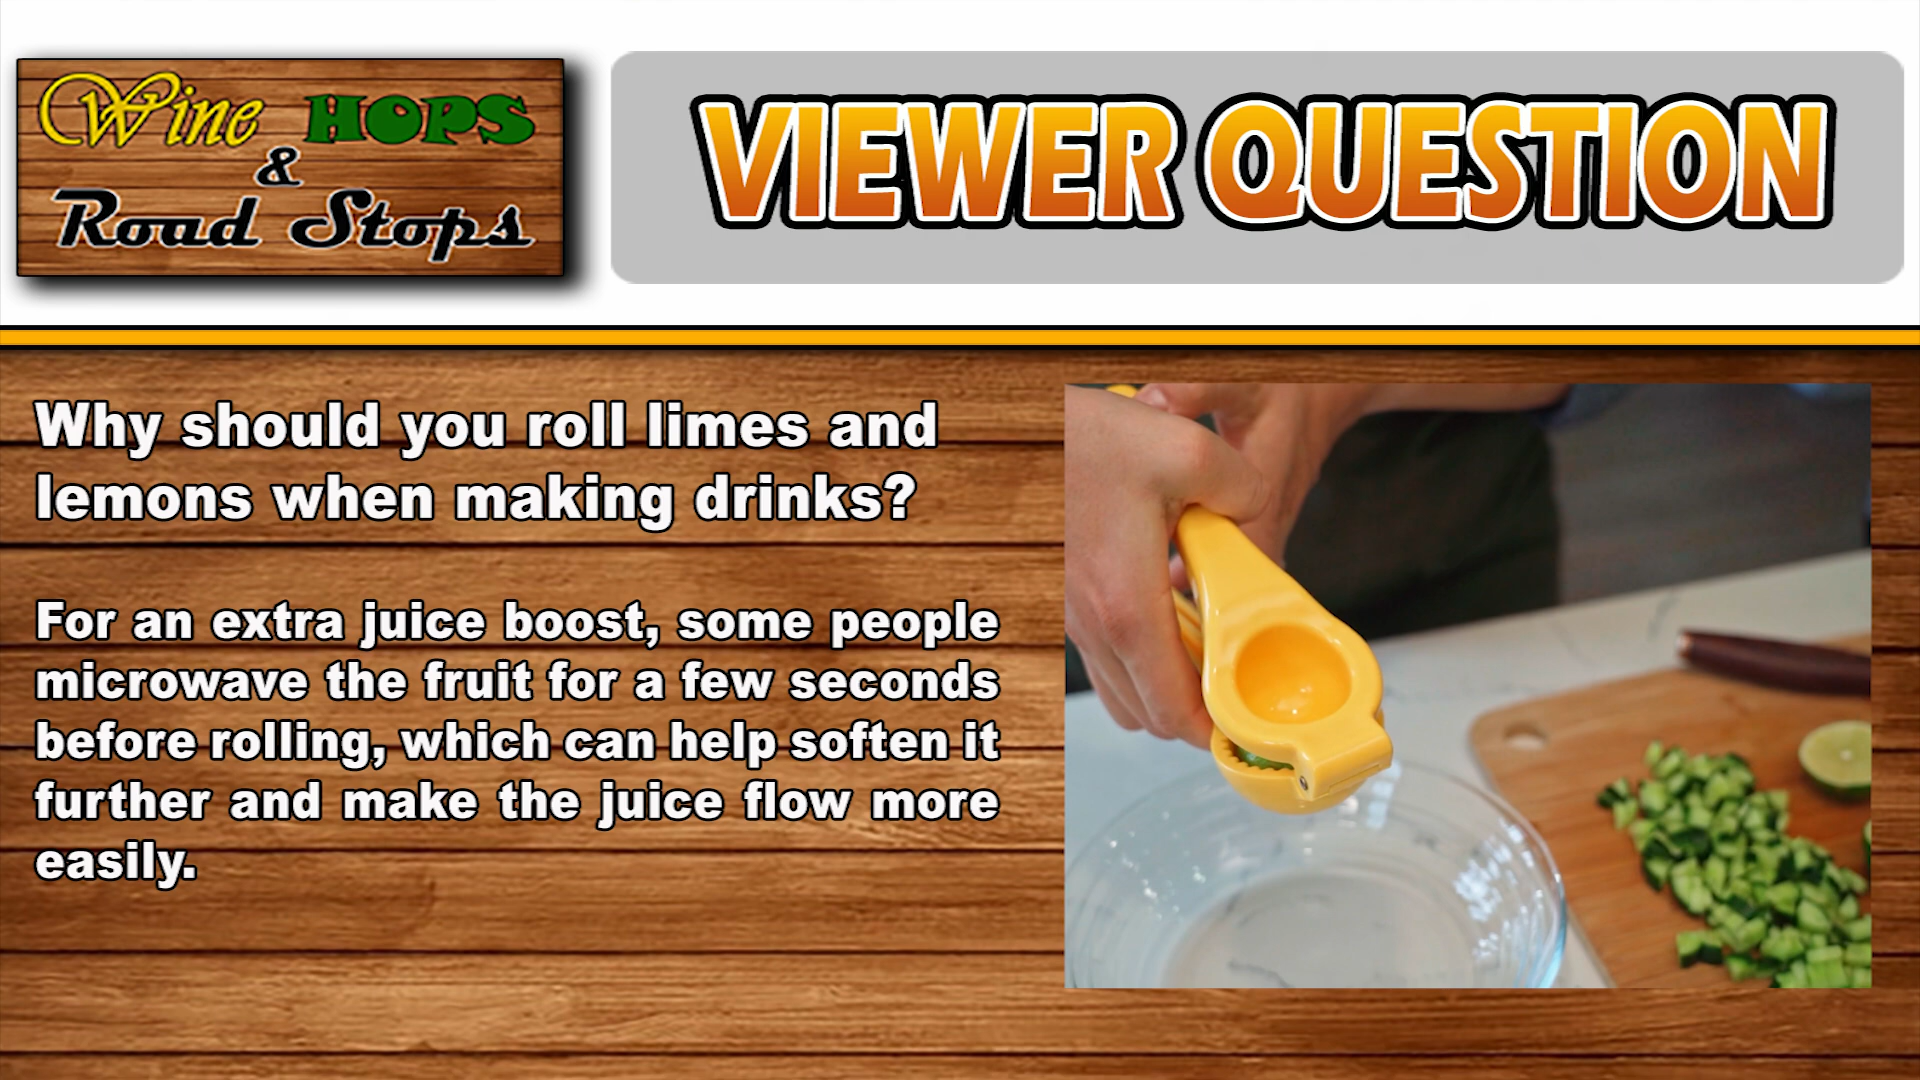 Wine HOPS
&
Road Stops
VIEWER QUESTION
Why should you roll limes and
lemons when making drinks?
For an extra juice boost, some people
microwave the fruit for a few seconds
before rolling, which can help soften it
further and make the juice flow more
easily.